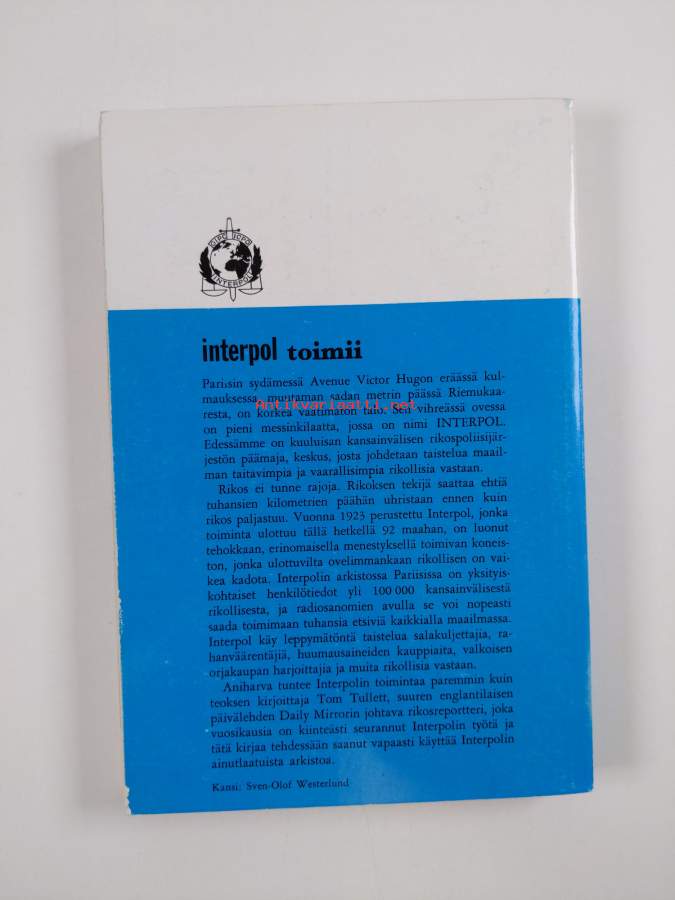 OIPC ICPO
INTERPOL
interpol toimii
Pariisin sydämessä Avenue Victor Hugon eräässä kul-
mauksessa, muutaman sadan metrin päässä Riemukaa-
Antikvariaatti.net
resta, on korkea vaatimaton talo. Sen vihreässä ovessa
on pieni messinkilaatta, jossa on nimi INTERPOL.
Edessämme on kuuluisan kansainvälisen rikospoliisijär-
jestön päämaja, keskus, josta johdetaan taistelua maail-
man taitavimpia ja vaarallisimpia rikollisia vastaan.
Rikos ei tunne rajoja. Rikoksen tekijä saattaa ehtiä
tuhansien kilometrien päähän uhristaan ennen kuin
rikos paljastuu. Vuonna 1923 perustettu Interpol, jonka
toiminta ulottuu tällä hetkellä 92 maahan, on luonut
tehokkaan, erinomaisella menestyksellä toimivan koneis-
ton, jonka ulottuvilta ovelimmankaan rikollisen on vai-
kea kadota. Interpolin arkistossa Pariisissa on yksityis-
kohtaiset henkilötiedot yli 100 000 kansainvälisestä
rikollisesta, ja radiosanomien avulla se voi nopeasti
saada toimimaan tuhansia etsiviä kaikkialla maailmassa.
Interpol käy leppymätöntä taistelua salakuljettajia, ra-
hanväärentäjiä, huumausaineiden kauppiaita, valkoisen
orjakaupan harjoittajia ja muita rikollisia vastaan.
Aniharva tuntee Interpolin toimintaa paremmin kuin
teoksen kirjoittaja Tom Tullett, suuren englantilaisen
päivälehden Daily Mirrorin johtava rikosreportteri, joka
vuosikausia on kiinteästi seurannut Interpolin työtä ja
tätä kirjaa tehdessään saanut vapaasti käyttää Interpolin
ainutlaatuista arkistoa.
Kansi: Sven-Olof Westerlund